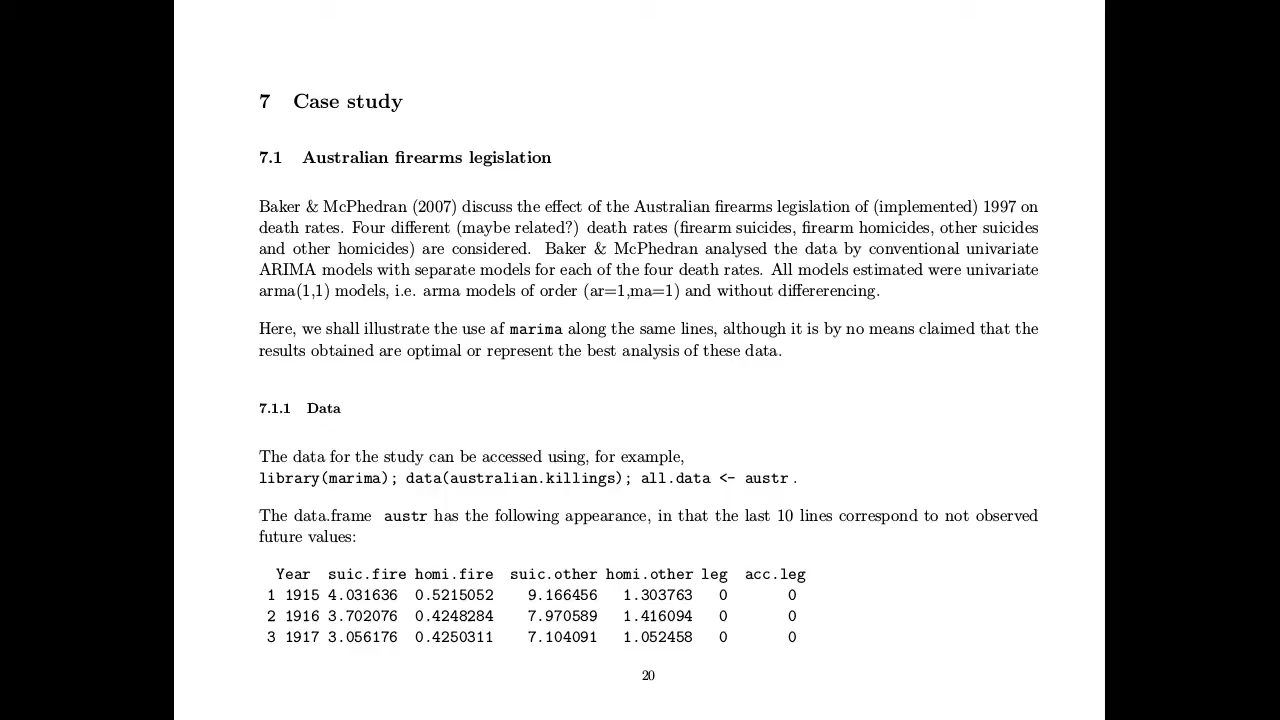 7 Case study
7.1 Australian firearms legislation
Baker & McPhedran (2007) discuss the effect of the Australian firearms legislation of (implemented) 1997 on
death rates. Four different (maybe related?) death rates (firearm suicides, firearm homicides, other suicides
and other homicides) are considered. Baker & McPhedran analysed the data by conventional univariate
ARIMA models with separate models for each of the four death rates. All models estimated were univariate
arma(1,1) models, i.e. arma models of order (ar=1,ma=1) and without differerencing.
Here, we shall illustrate the use af marima along the same lines, although it is by no means claimed that the
results obtained are optimal or represent the best analysis of these data.
7.1.1 Data
The data for the study can be accessed using, for example,
library(marima); data(australian.killings); all.data <- austr .
The data.frame austr has the following appearance, in that the last 10 lines correspond to not observed
future values:
Year suic.fire homi.fire suic.other homi.other leg acc.leg
1 1915 4.031636 0.5215052 9.166456 1.303763 0 0
2 1916 3.702076 0.4248284 7.970589 1.416094 0 0
3 1917 3.056176 0.4250311 7.104091 1.052458 0 0
20